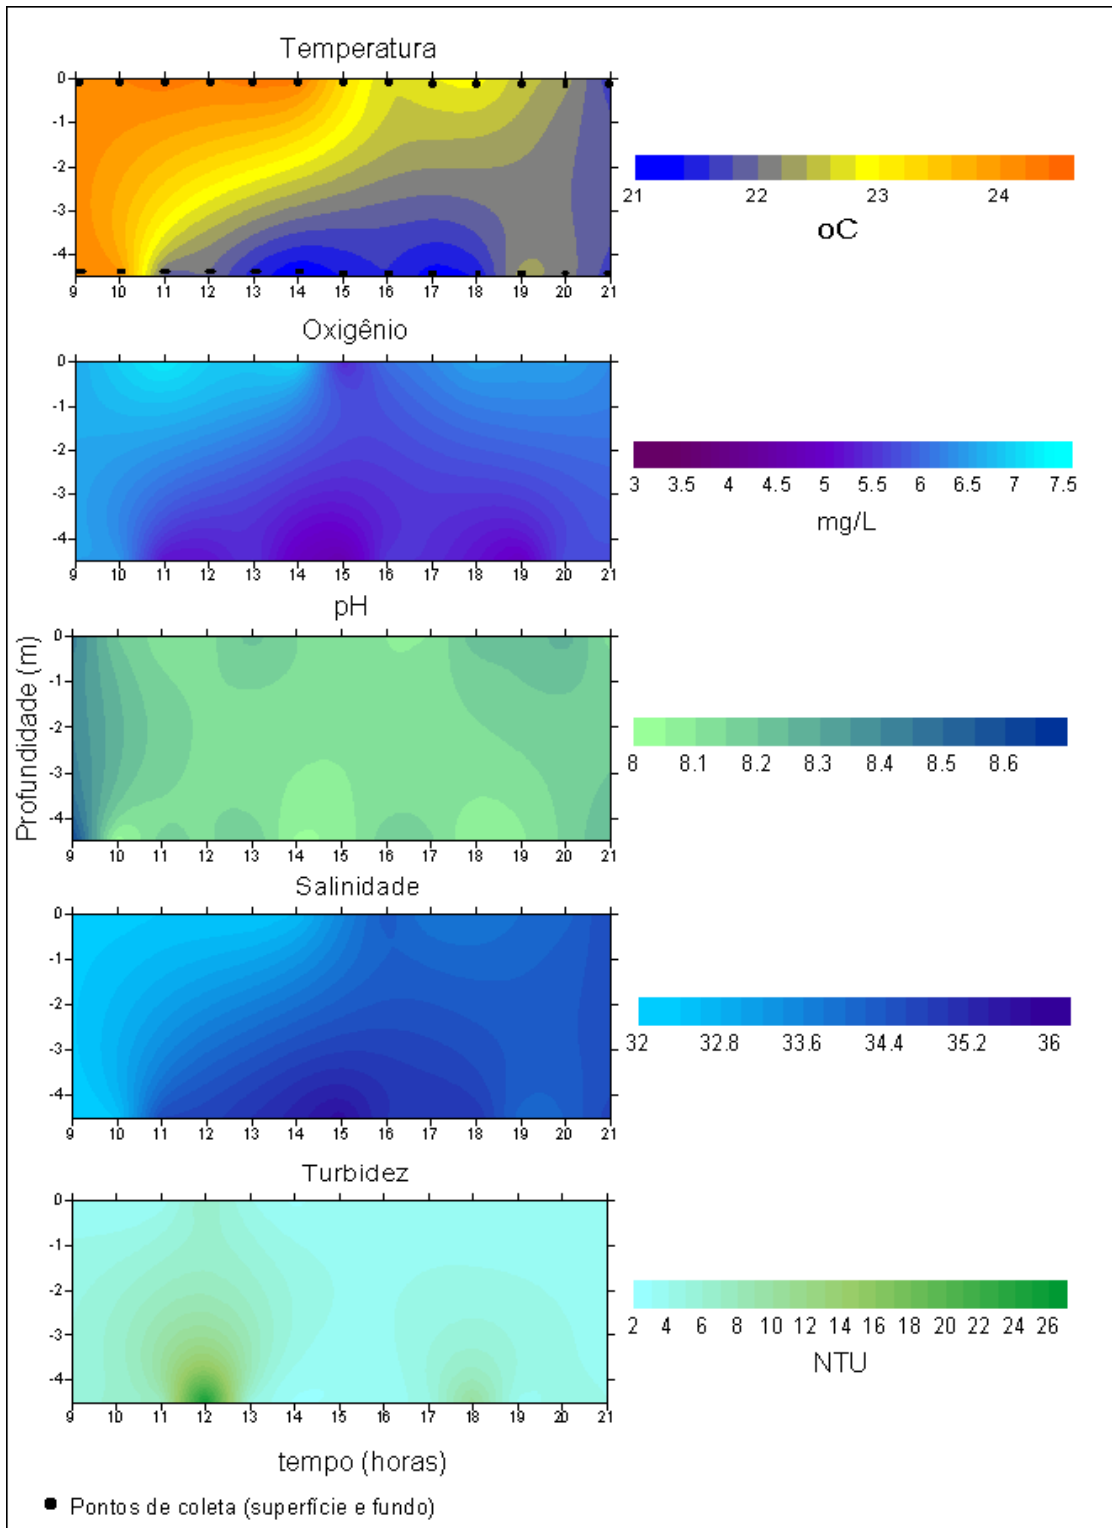 Temperatura
0
-1
-2
-3
-4
9 10 11 12 13 14 15 16 17 18 19 20 21
21 22 23 24
oC
Oxigênio
0
-1
-2
-3
-4
9 10 11 12 13 14 15 16 17 18 19 20 21
3 3.5 4 4.5 5 5.5 6 6.5 7 7.5
mg/L
pH
Profundidade (m)
0
-1
-2
-3
-4
9 10 11 12 13 14 15 16 17 18 19 20 21
8 8.1 8.2 8.3 8.4 8.5 8.6
Salinidade
0
-1
-2
-3
-4
9 10 11 12 13 14 15 16 17 18 19 20 21
32 32.8 33.6 34.4 35.2 36
Turbidez
0
-1
-2
-3
-4
9 10 11 12 13 14 15 16 17 18 19 20 21
2 4 6 8 10 12 14 16 18 20 22 24 26
NTU
tempo (horas)
Pontos de coleta (superfície e fundo)